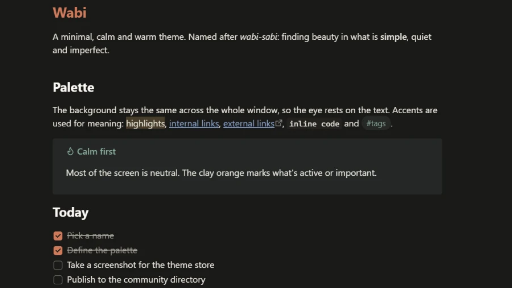 Wabi
A minimal, calm and warm theme. Named after wabi-sabi: finding beauty in what is simple, quiet
and imperfect.
Palette
The background stays the same across the whole window, so the eye rests on the text. Accents are
used for meaning: highlights, internal links, external links, inline code and #tags.
Calm first
Most of the screen is neutral. The clay orange marks what's active or important.
Today
Pick a name
Define the palette
Take a screenshot for the theme store
Publish to the community directory